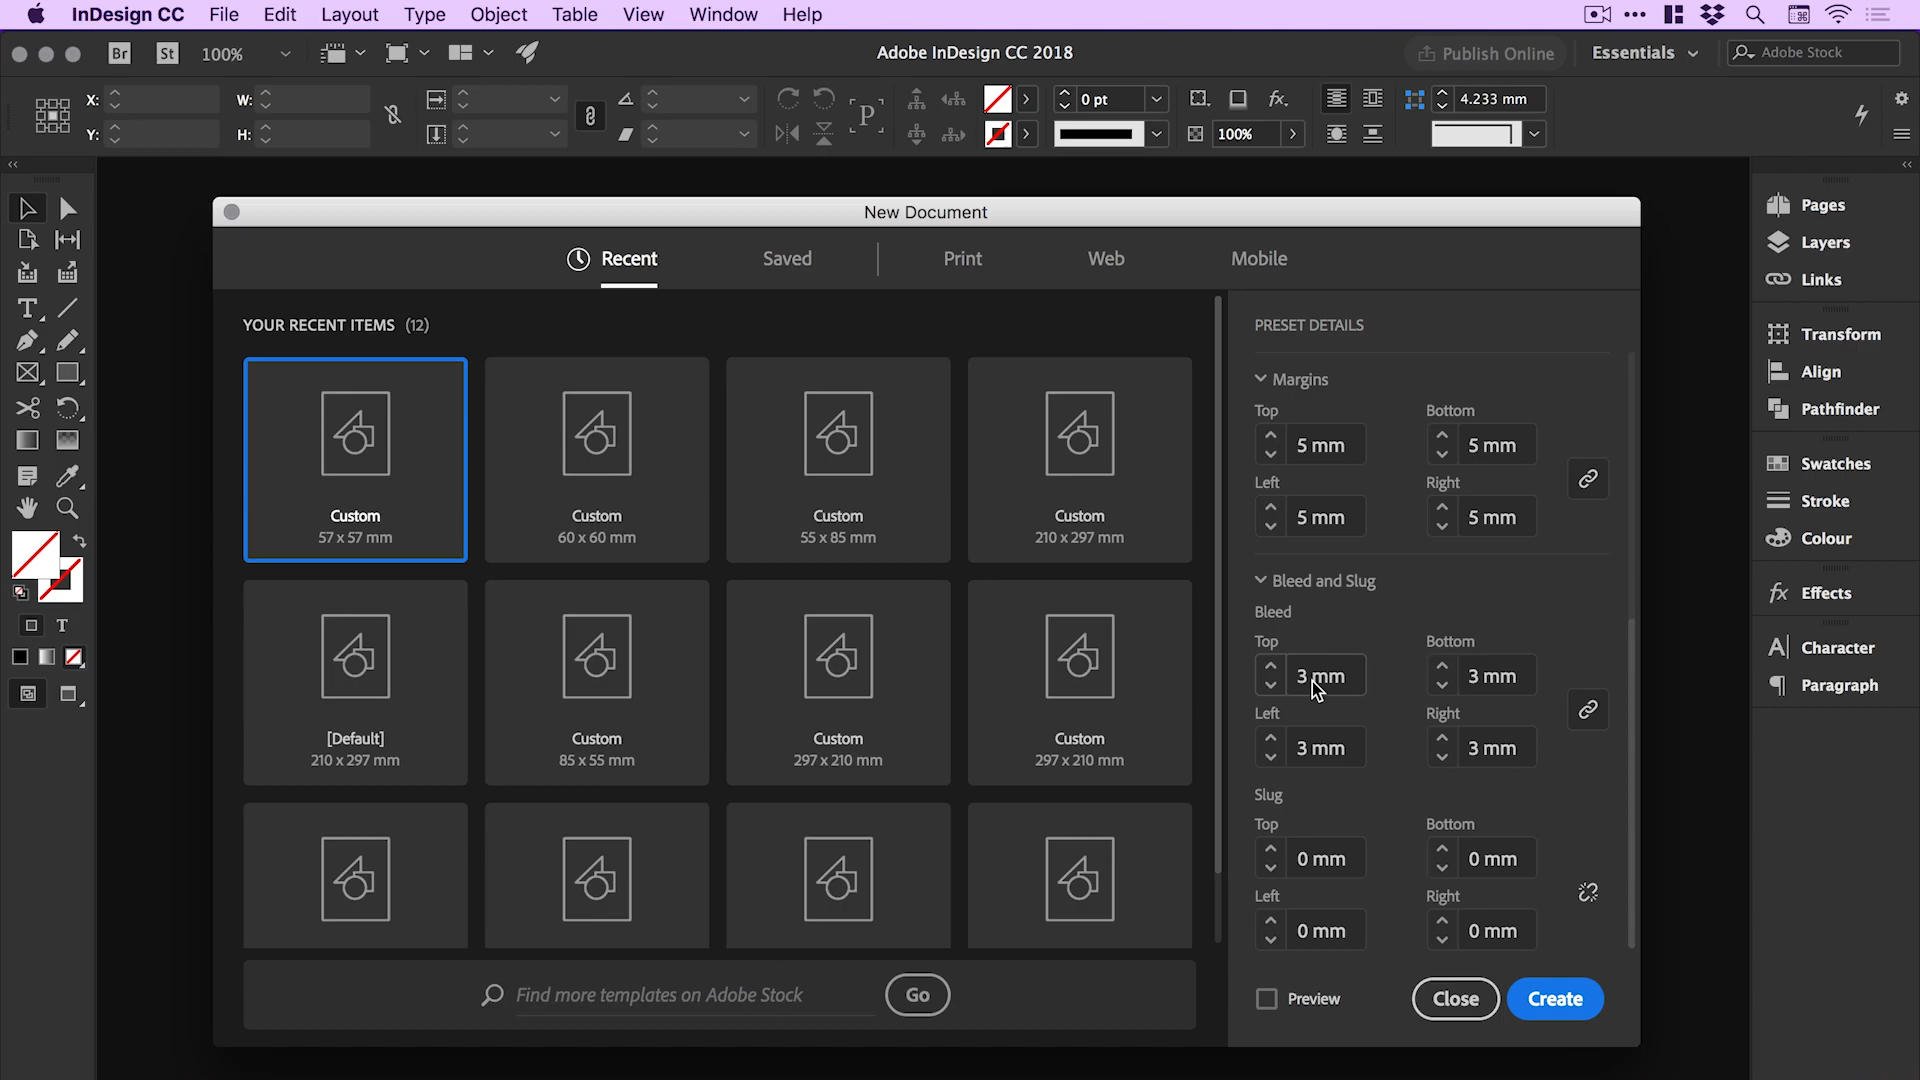 InDesign CC File Edit Layout Type Object Table View Window Help
Br St 100% Adobe InDesign CC 2018 Publish Online Essentials Adobe Stock
X: W: 0 pt fx. 4.233 mm
Y: H: P 100%
New Document
Recent Saved Print Web Mobile
YOUR RECENT ITEMS (12)
Custom
57 x 57 mm
Custom
60 x 60 mm
Custom
55 x 85 mm
Custom
210 x 297 mm
[Default]
210 x 297 mm
Custom
85 x 55 mm
Custom
297 x 210 mm
Custom
297 x 210 mm
Find more templates on Adobe Stock Go
PRESET DETAILS
Margins
Top Bottom
5 mm 5 mm
Left Right
5 mm 5 mm
Bleed and Slug
Bleed
Top Bottom
3 mm 3 mm
Left Right
3 mm 3 mm
Slug
Top Bottom
0 mm 0 mm
Left Right
0 mm 0 mm
Preview Close Create
Pages
Layers
Links
Transform
Align
Pathfinder
Swatches
Stroke
Colour
fx Effects
A Character
Paragraph
T
T